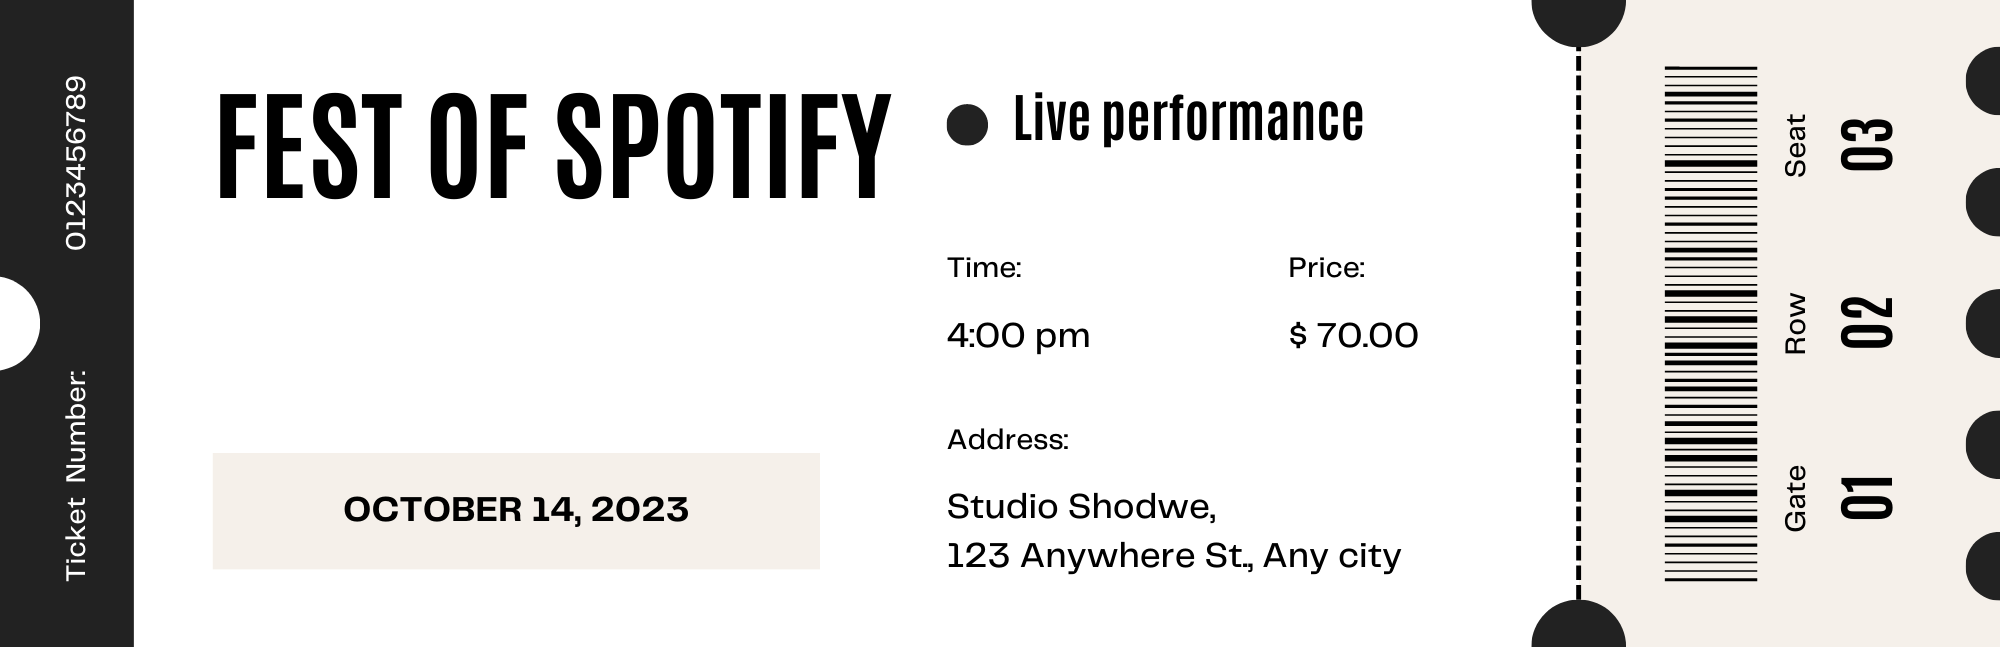 Ticket Number: 0123456789
FEST OF SPOTIFY
OCTOBER 14, 2023
Live performance
Time:
4:00 pm
Price:
$ 70.00
Address:
Studio Shodwe,
123 Anywhere St., Any city
Gate Row Seat
01 02 03